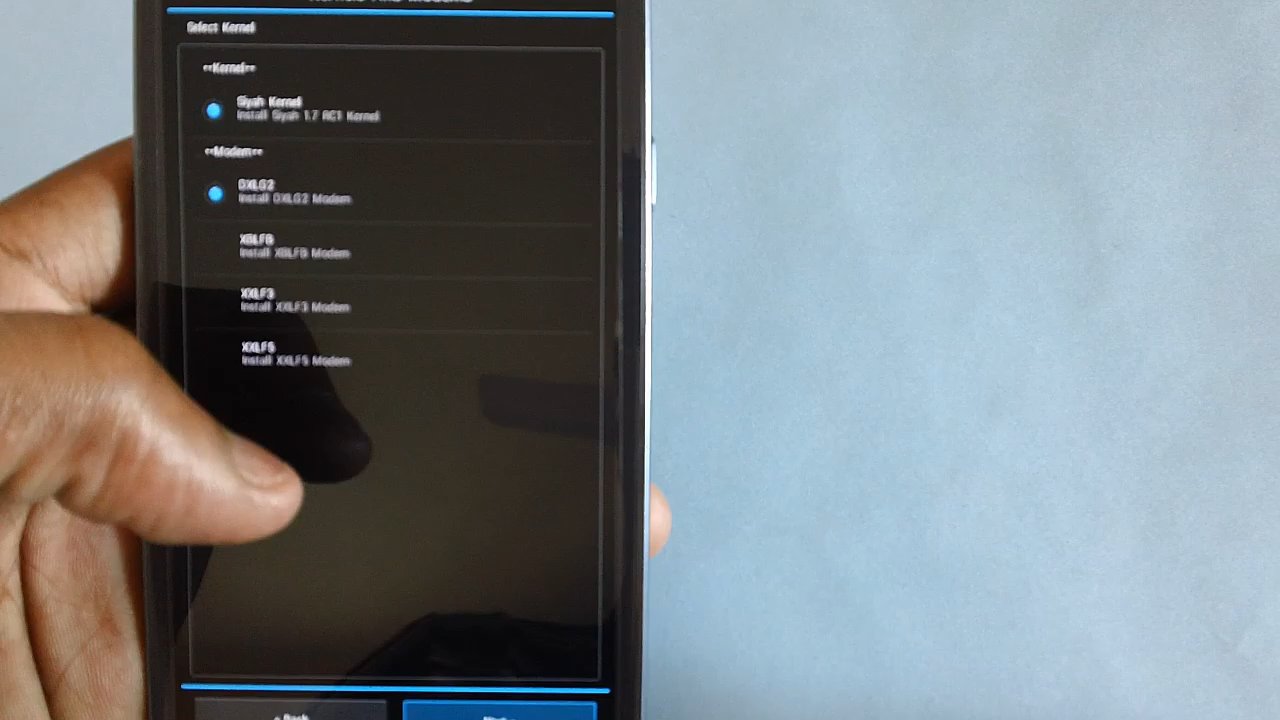 Select Kernel
**Kernel**
Siyah Kernel
Install Siyah 1.7 RC1 Kernel
**Modem**
DXLG2
Install DXLG2 Modem
XBLFB
Install XBLFB Modem
XXLF3
Install XXLF3 Modem
XXLF5
Install XXLF5 Modem